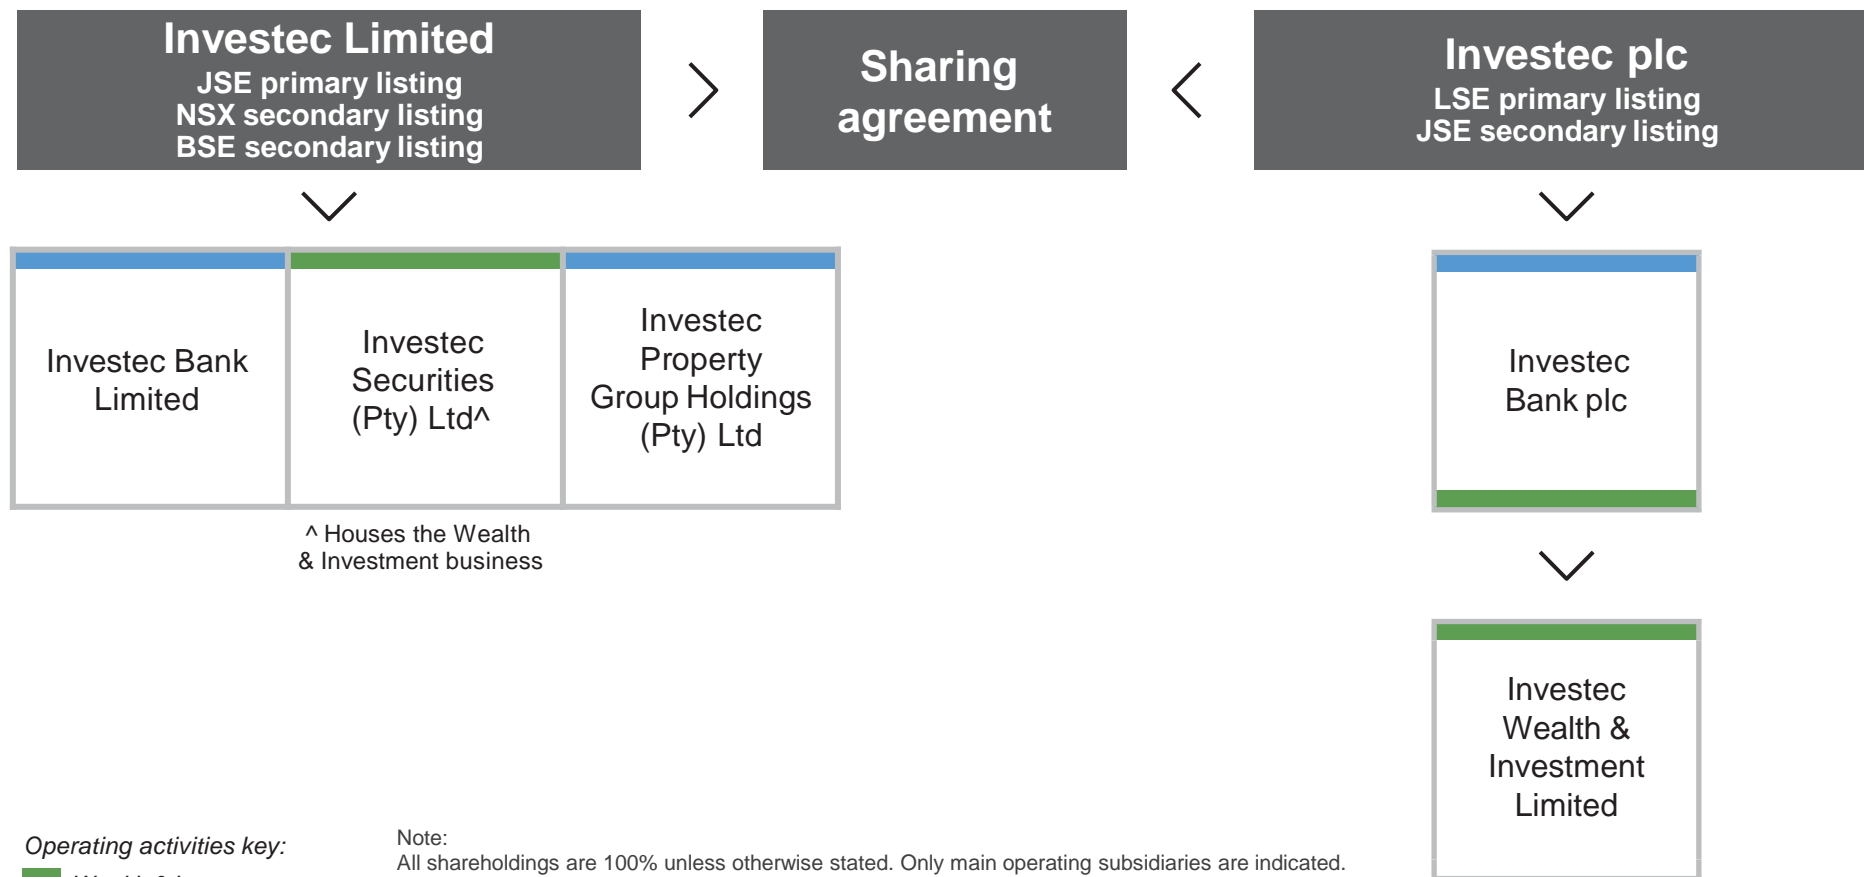 Investec Limited
JSE primary listing
NSX secondary listing
BSE secondary listing
Sharing
agreement
Investec plc
LSE primary listing
JSE secondary listing
Investec Bank
Limited
Investec
Securities
(Pty) Ltd^
Investec
Property
Group Holdings
(Pty) Ltd
Investec
Bank plc
^ Houses the Wealth
& Investment business
Investec
Wealth &
Investment
Limited
Operating activities key:
Note:
All shareholdings are 100% unless otherwise stated. Only main operating subsidiaries are indicated.